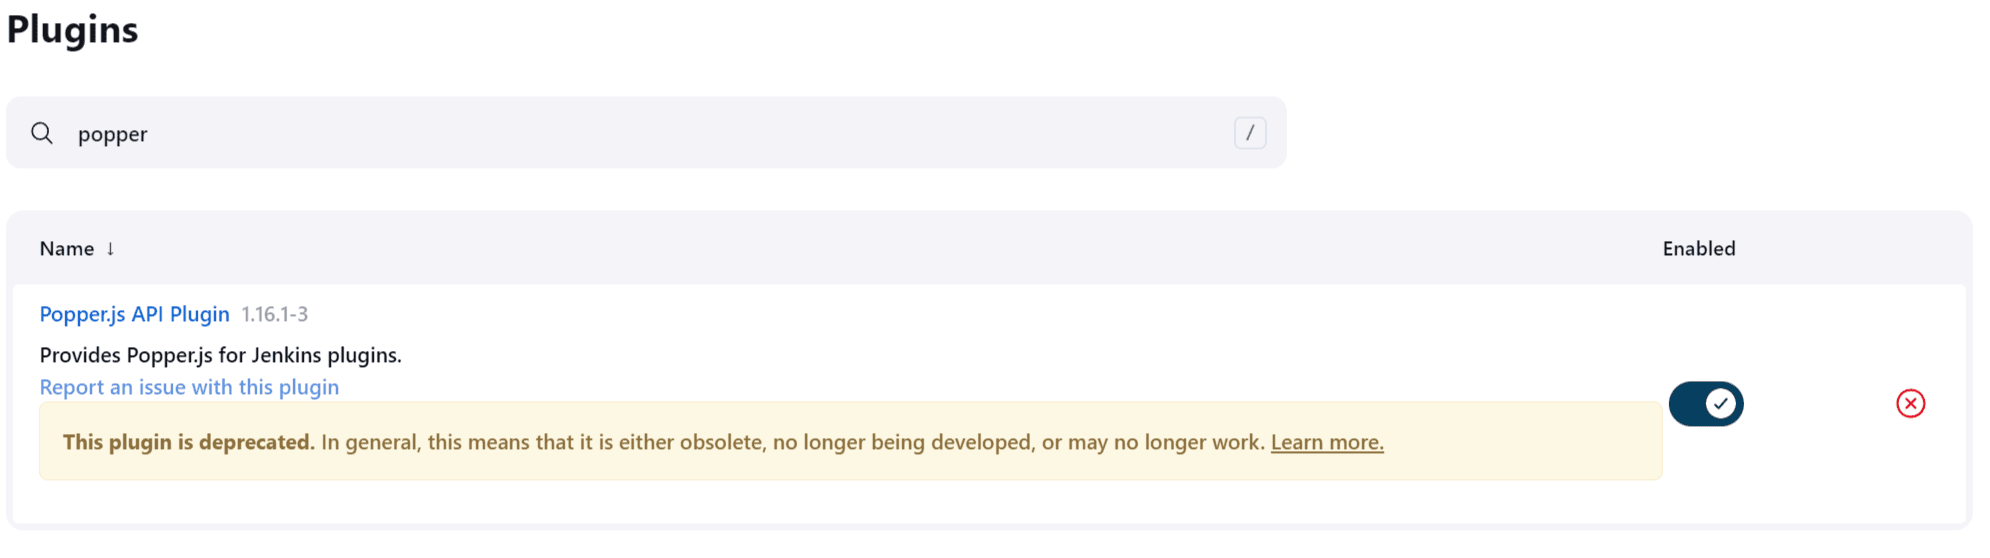 Plugins
popper /
Name ↓ Enabled
Popper.js API Plugin 1.16.1-3
Provides Popper.js for Jenkins plugins.
Report an issue with this plugin
This plugin is deprecated. In general, this means that it is either obsolete, no longer being developed, or may no longer work. Learn more.